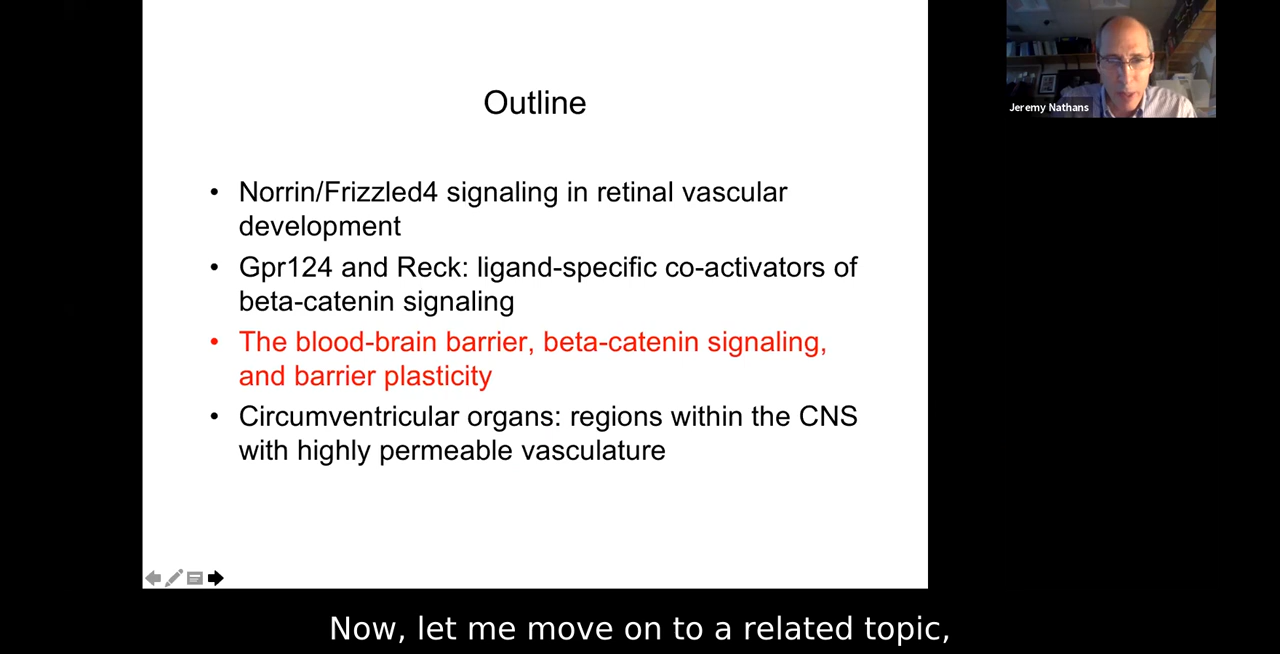 Outline
• Norrin/Frizzled4 signaling in retinal vascular
development
• Gpr124 and Reck: ligand-specific co-activators of
beta-catenin signaling
• The blood-brain barrier, beta-catenin signaling,
and barrier plasticity
• Circumventricular organs: regions within the CNS
with highly permeable vasculature
Jeremy Nathans
Now, let me move on to a related topic,